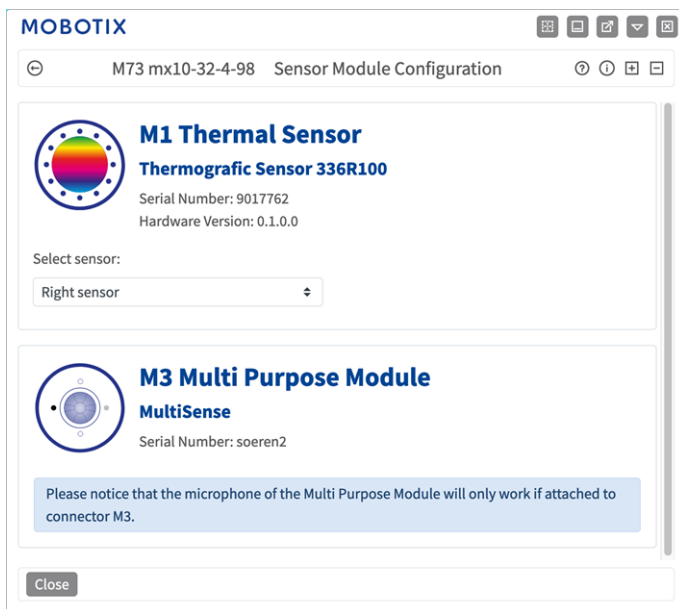 MOBOTIX
M73 mx10-32-4-98 Sensor Module Configuration
M1 Thermal Sensor
Thermografic Sensor 336R100
Serial Number: 9017762
Hardware Version: 0.1.0.0
Select sensor:
Right sensor
M3 Multi Purpose Module
MultiSense
Serial Number: soeren2
Please notice that the microphone of the Multi Purpose Module will only work if attached to
connector M3.
Close